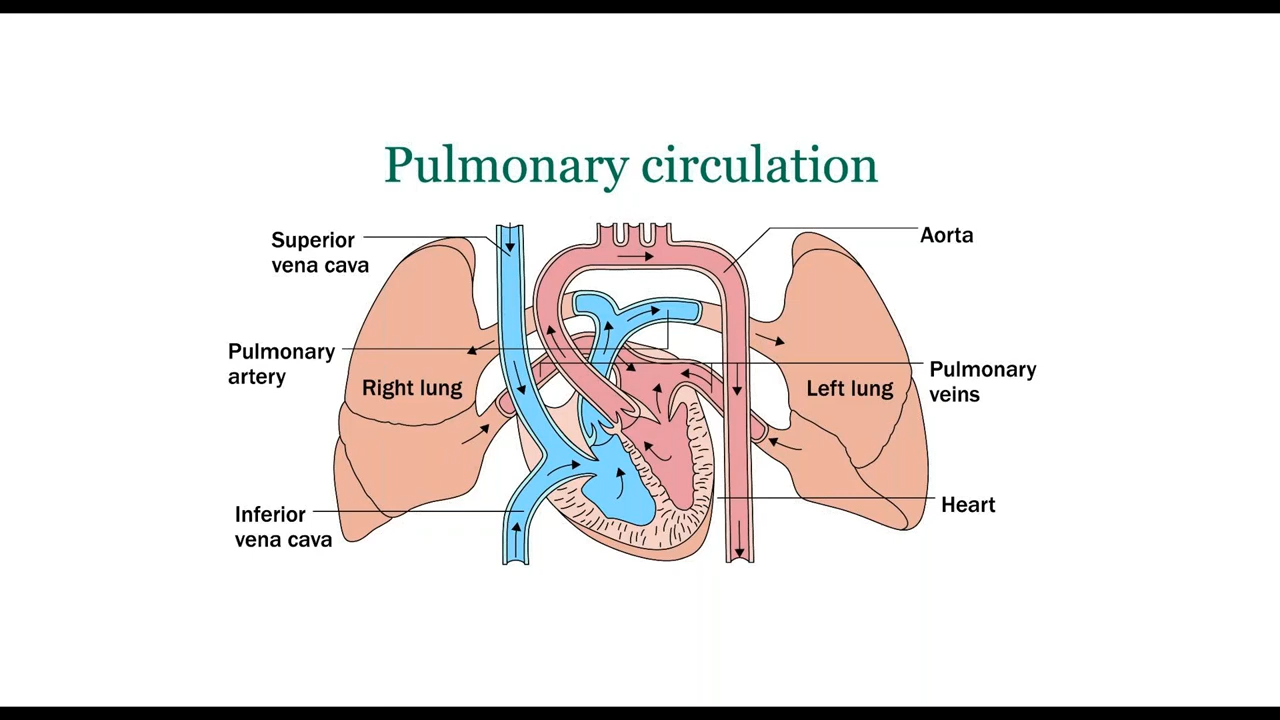 Pulmonary circulation
Superior
vena cava
Aorta
Pulmonary
artery
Right lung
Left lung
Pulmonary
veins
Inferior
vena cava
Heart